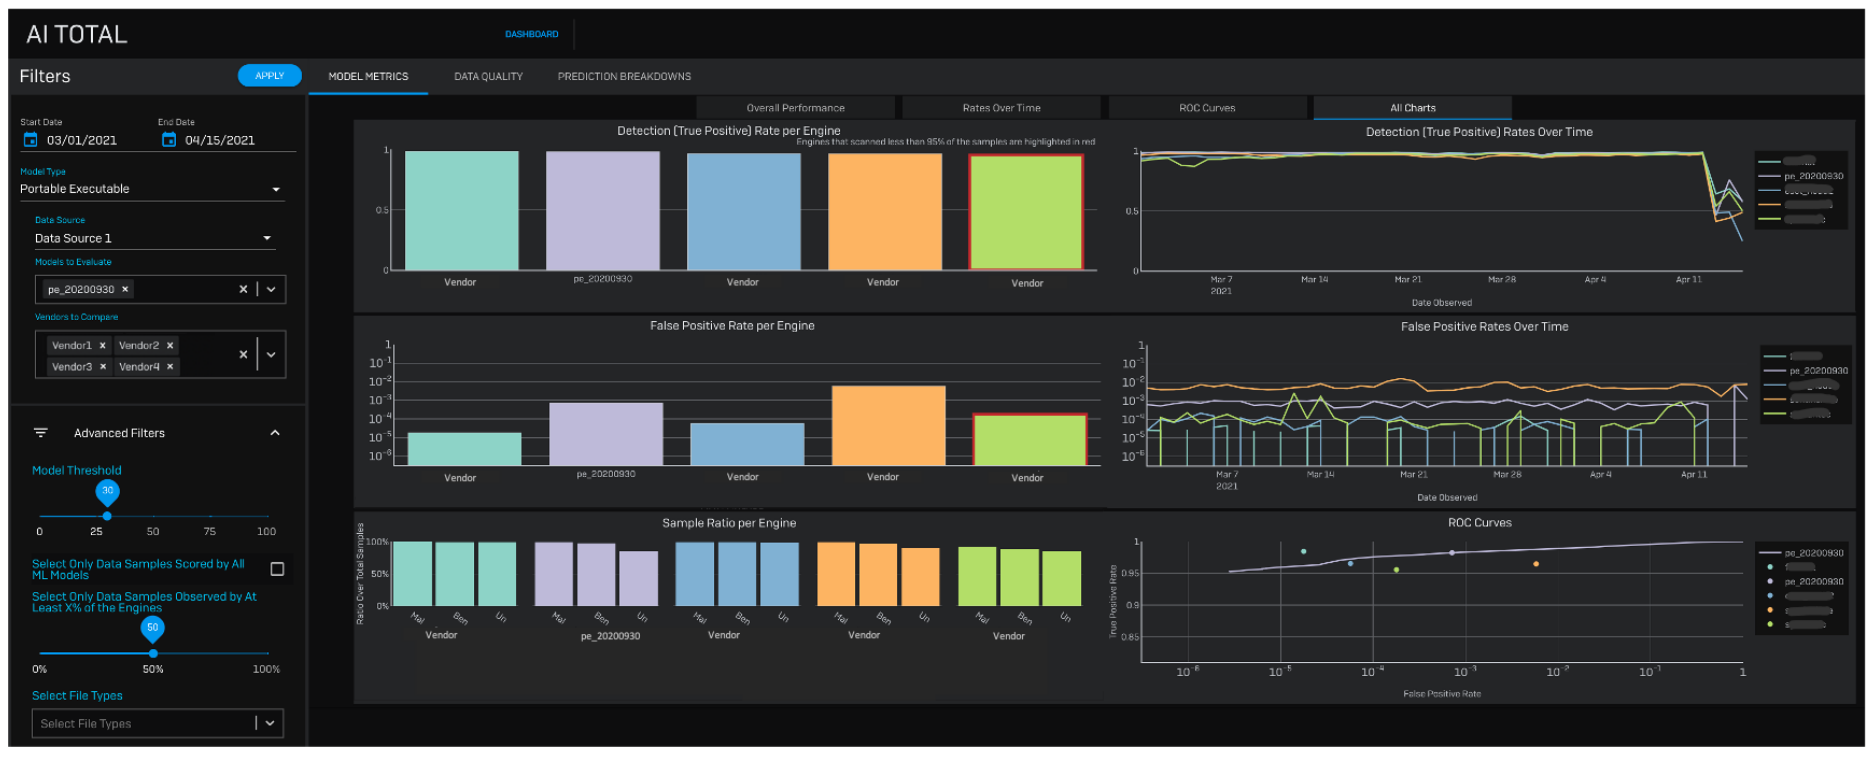 AI TOTAL
DASHBOARD
Filters
APPLY
MODEL METRICS
DATA QUALITY
PREDICTION BREAKDOWNS
Overall Performance
Rates Over Time
ROC Curves
All Charts
Start Date
End Date
03/01/2021
04/15/2021
Model Type
Portable Executable
Data Source
Data Source 1
Models to Evaluate
pe_20200930 ×
Vendors to Compare
Vendor1 × Vendor2 ×
Vendor3 × Vendor4 ×
Advanced Filters
Model Threshold
30
0 25 50 75 100
Select Only Data Samples Scored by All
ML Models
Select Only Data Samples Observed by At
Least X% of the Engines
50
0% 50% 100%
Select File Types
Select File Types
Detection (True Positive) Rate per Engine
Engines that scanned less than 95% of the samples are highlighted in red
1
0.5
0
Vendor pe_20200930 Vendor Vendor Vendor
Detection (True Positive) Rates Over Time
1
0.5
0
Mar 7 Mar 14 Mar 21 Mar 28 Apr 4 Apr 11
2021
Date Observed
pe_20200930
False Positive Rate per Engine
1
10⁻¹
10⁻²
10⁻³
10⁻⁴
10⁻⁵
10⁻⁶
Vendor pe_20200930 Vendor Vendor Vendor
False Positive Rates Over Time
1
10⁻¹
10⁻²
10⁻³
10⁻⁴
10⁻⁵
10⁻⁶
Mar 7 Mar 14 Mar 21 Mar 28 Apr 4 Apr 11
2021
Date Observed
pe_20200930
Sample Ratio per Engine
Ratio Over Total Samples
100%
50%
0%
Mal Ben Un Mal Ben Un Mal Ben Un Mal Ben Un Mal Ben Un
Vendor pe_20200930 Vendor Vendor Vendor
ROC Curves
True Positive Rate
1
0.95
0.9
0.85
10⁻⁶ 10⁻⁵ 10⁻⁴ 10⁻³ 10⁻² 10⁻¹ 1
False Positive Rate
pe_20200930
pe_20200930